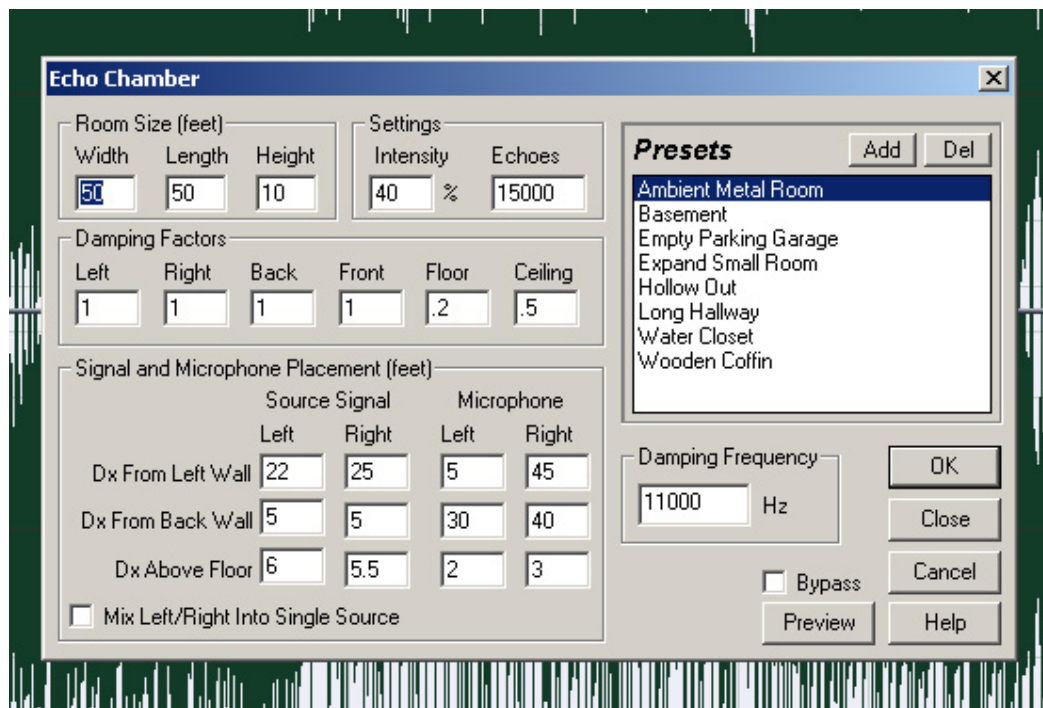 Echo Chamber
Room Size (feet)
Width Length Height
50 50 10
Settings
Intensity Echoes
40 % 15000
Damping Factors
Left Right Back Front Floor Ceiling
1 1 1 1 .2 .5
Signal and Microphone Placement (feet)
Source Signal Microphone
Left Right Left Right
Dx From Left Wall 22 25 5 45
Dx From Back Wall 5 5 30 40
Dx Above Floor 6 5.5 2 3
Mix Left/Right Into Single Source
Presets Add Del
Ambient Metal Room
Basement
Empty Parking Garage
Expand Small Room
Hollow Out
Long Hallway
Water Closet
Wooden Coffin
Damping Frequency
11000 Hz
OK
Close
Cancel
Bypass
Preview Help